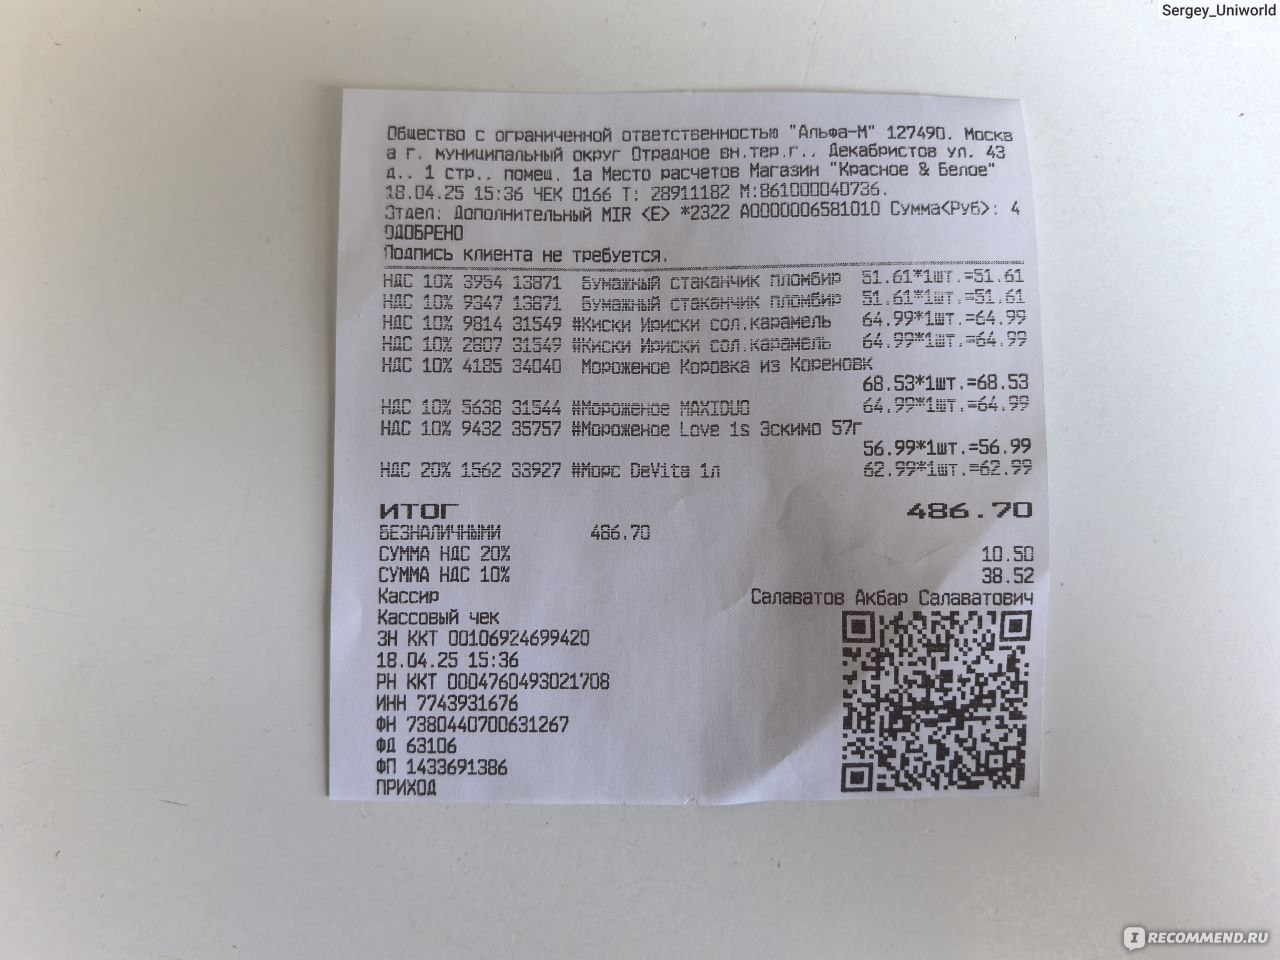 Sergey_Uniworld
Общество с ограниченной ответственностью "Альфа-М" 127490, Москв
а г, муниципальный округ Отрадное вн.тер.г., Декабристов ул, 43
д., 1 стр., помещ. 1а Место расчетов Магазин "Красное & Белое"
18.04.25 15:36 ЧЕК 0166 Т: 28911182 М:861000040736.
Отдел: Дополнительный MIR <E> *2322 A0000006581010 Сумма<Руб>: 4
ОДОБРЕНО
Подпись клиента не требуется.
НДС 10% 3954 13871 Бумажный стаканчик пломбир 51.61*1шт.=51.61
НДС 10% 9347 13871 Бумажный стаканчик пломбир 51.61*1шт.=51.61
НДС 10% 9814 31549 #Киски Ириски сол.карамель 64.99*1шт.=64.99
НДС 10% 2807 31549 #Киски Ириски сол.карамель 64.99*1шт.=64.99
НДС 10% 4185 34040 Мороженое Коровка из Кореновк
68.53*1шт.=68.53
НДС 10% 5638 31544 #Мороженое MAXIDUO 64.99*1шт.=64.99
НДС 10% 9432 35757 #Мороженое Love is Эскимо 57г
56.99*1шт.=56.99
НДС 20% 1562 33927 #Морс DeVita 1л 62.99*1шт.=62.99
ИТОГ 486.70
БЕЗНАЛИЧНЫМИ 486.70
СУММА НДС 20% 10.50
СУММА НДС 10% 38.52
Кассир Салаватов Акбар Салаватович
Кассовый чек
ЗН ККТ 00106924699420
18.04.25 15:36
РН ККТ 0004760493021708
ИНН 7743931676
ФН 7380440700631267
ФД 63106
ФП 1433691386
ПРИХОД
IRECOMMEND.RU